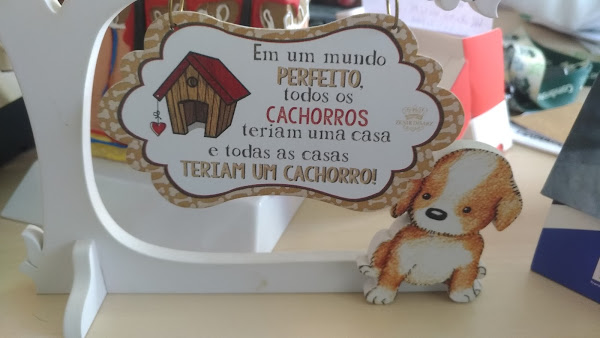 Em um mundo
PERFEITO,
todos os
CACHORROS
teriam uma casa
e todas as casas
TERIAM UM CACHORRO!